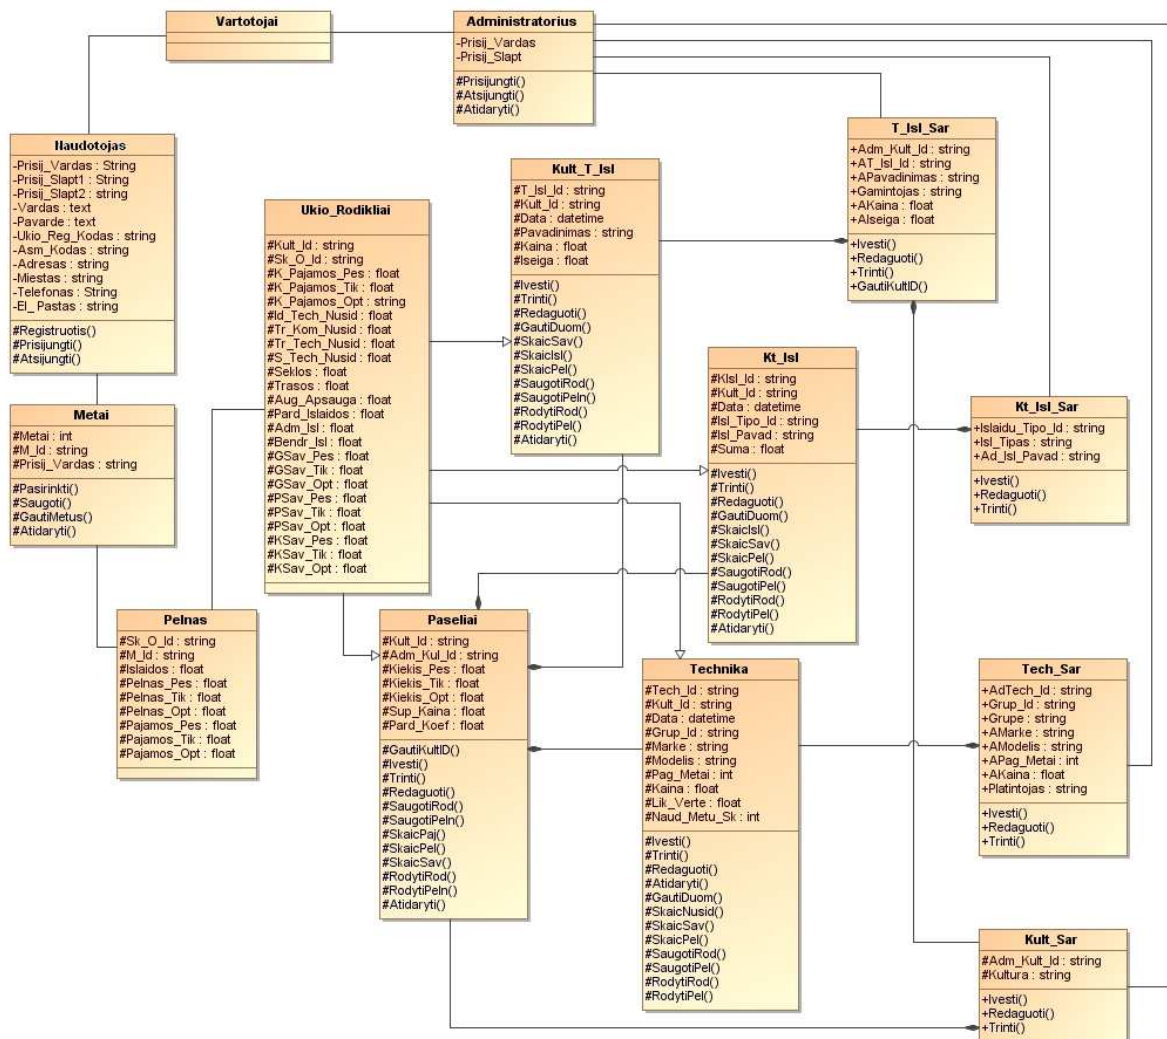 Vartotojai
Administratorius
-Prisij_Vardas
-Prisij_Slapt
#Prisijungti()
#Atsijungti()
#Atidaryti()
Naudotojas
-Prisij_Vardas : String
-Prisij_Slapt1 : String
-Prisij_Slapt2 : string
-Vardas : text
-Pavarde : text
-Ukio_Reg_Kodas : string
-Asm_Kodas : string
-Adresas : string
-Miestas : string
-Telefonas : String
-El_ Pastas : string
#Registruotis()
#Prisijungti()
#Atsijungti()
Metai
#Metai : int
#M_Id : string
#Prisij_Vardas : string
#Pasirinkti()
#Saugoti()
#GautiMetus()
#Atidaryti()
Pelnas
#Sk_O_Id : string
#M_Id : string
#Islaidos : float
#Pelnas_Pes : float
#Pelnas_Tik : float
#Pelnas_Opt : float
#Pajamos_Pes : float
#Pajamos_Tik : float
#Pajamos_Opt : float
Ukio_Rodikliai
#Kult_Id : string
#Sk_O_Id : string
#K_Pajamos_Pes : float
#K_Pajamos_Tik : float
#K_Pajamos_Opt : string
#Id_Tech_Nusid : float
#Tr_Kom_Nusid : float
#Tr_Tech_Nusid : float
#S_Tech_Nusid : float
#Seklos : float
#Trasos : float
#Aug_Apsauga : float
#Pard_Islaidos : float
#Adm_Isl : float
#Bendr_Isl : float
#GSav_Pes : float
#GSav_Tik : float
#GSav_Opt : float
#PSav_Pes : float
#PSav_Tik : float
#PSav_Opt : float
#KSav_Pes : float
#KSav_Tik : float
#KSav_Opt : float
Kult_T_Isl
#T_Isl_Id : string
#Kult_Id : string
#Data : datetime
#Pavadinimas : string
#Kaina : float
#Iseiga : float
#Ivesti()
#Trinti()
#Redaguoti()
#GautiDuom()
#SkaicSav()
#SkaicIsl()
#SkaicPel()
#SaugotiRod()
#SaugotiPeln()
#RodytiRod()
#RodytiPel()
#Atidaryti()
T_Isl_Sar
+Adm_Kult_Id : string
+AT_Isl_Id : string
+APavadinimas : string
+Gamintojas : string
+AKaina : float
+AIseiga : float
+Ivesti()
+Redaguoti()
+Trinti()
+GautiKultID()
Kt_Isl
#KIsl_Id : string
#Kult_Id : string
#Data : datetime
#Isl_Tipo_Id : string
#Isl_Pavad : string
#Suma : float
#Ivesti()
#Trinti()
#Redaguoti()
#GautiDuom()
#SkaicIsl()
#SkaicSav()
#SkaicPel()
#SaugotiRod()
#SaugotiPel()
#RodytiRod()
#RodytiPel()
#Atidaryti()
Kt_Isl_Sar
+Islaidu_Tipo_Id : string
+Isl_Tipas : string
+Ad_Isl_Pavad : string
+Ivesti()
+Redaguoti()
+Trinti()
Paseliai
#Kult_Id : string
#Adm_Kul_Id : string
#Kiekis_Pes : float
#Kiekis_Tik : float
#Kiekis_Opt : float
#Sup_Kaina : float
#Pard_Koef : float
#GautiKultID()
#Ivesti()
#Trinti()
#Redaguoti()
#SaugotiRod()
#SaugotiPeln()
#SkaicPaj()
#SkaicPel()
#SkaicSav()
#RodytiRod()
#RodytiPeln()
#Atidaryti()
Technika
#Tech_Id : string
#Kult_Id : string
#Data : datetime
#Grup_Id : string
#Marke : string
#Modelis : string
#Pag_Metai : int
#Kaina : float
#Lik_Verte : float
#Naud_Metu_Sk : int
#Ivesti()
#Trinti()
#Redaguoti()
#Atidaryti()
#GautiDuom()
#SkaicNusid()
#SkaicSav()
#SkaicPel()
#SaugotiRod()
#SaugotiPel()
#RodytiRod()
#RodytiPel()
Tech_Sar
+AdTech_Id : string
+Grup_Id : string
+Grupe : string
+AMarke : string
+AModelis : string
+APag_Metai : int
+AKaina : float
+Platintojas : string
+Ivesti()
+Redaguoti()
+Trinti()
Kult_Sar
#Adm_Kult_Id : string
#Kultura : string
+Ivesti()
+Redaguoti()
+Trinti()